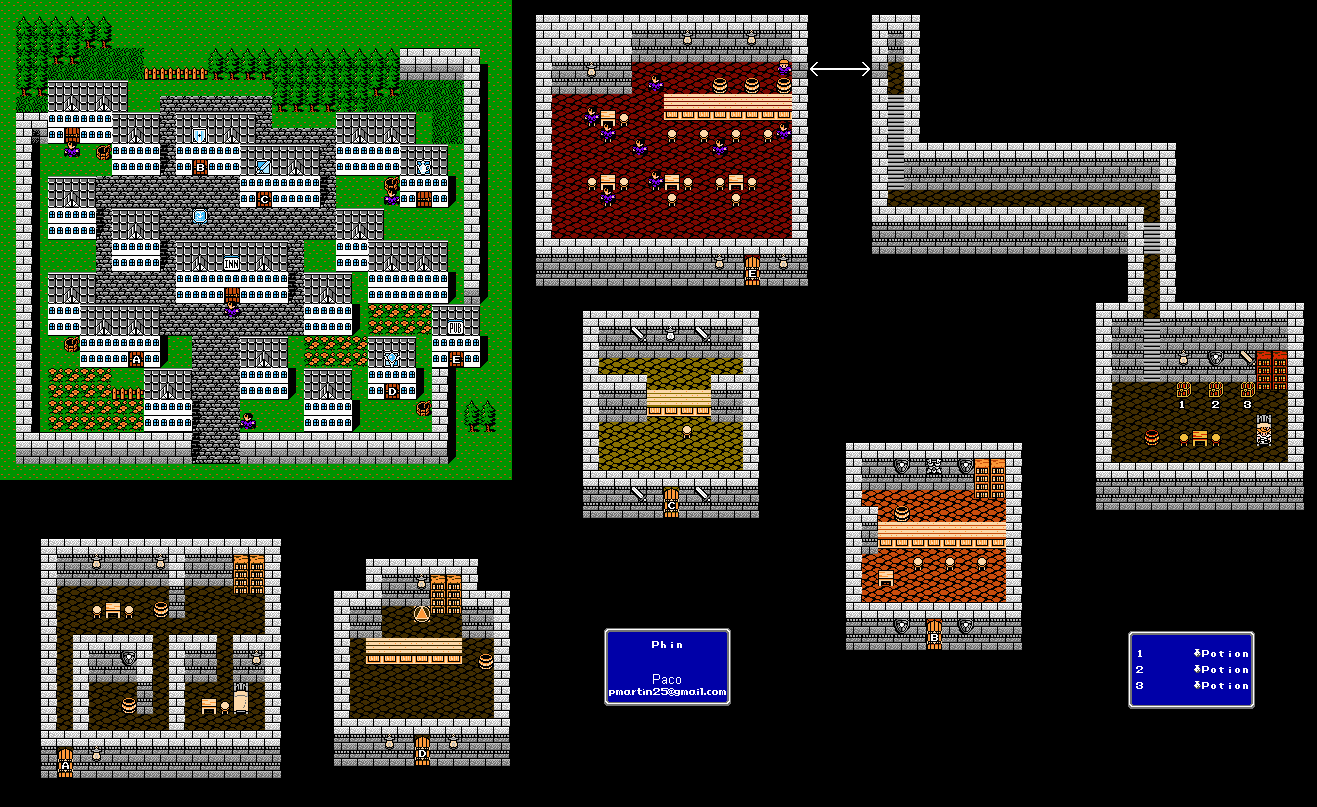 B
C
INN
PUB
A
E
D
E
1 2 3
C
B
A
D
Phin
Paco
pmartin25@gmail.com
1 Potion
2 Potion
3 Potion